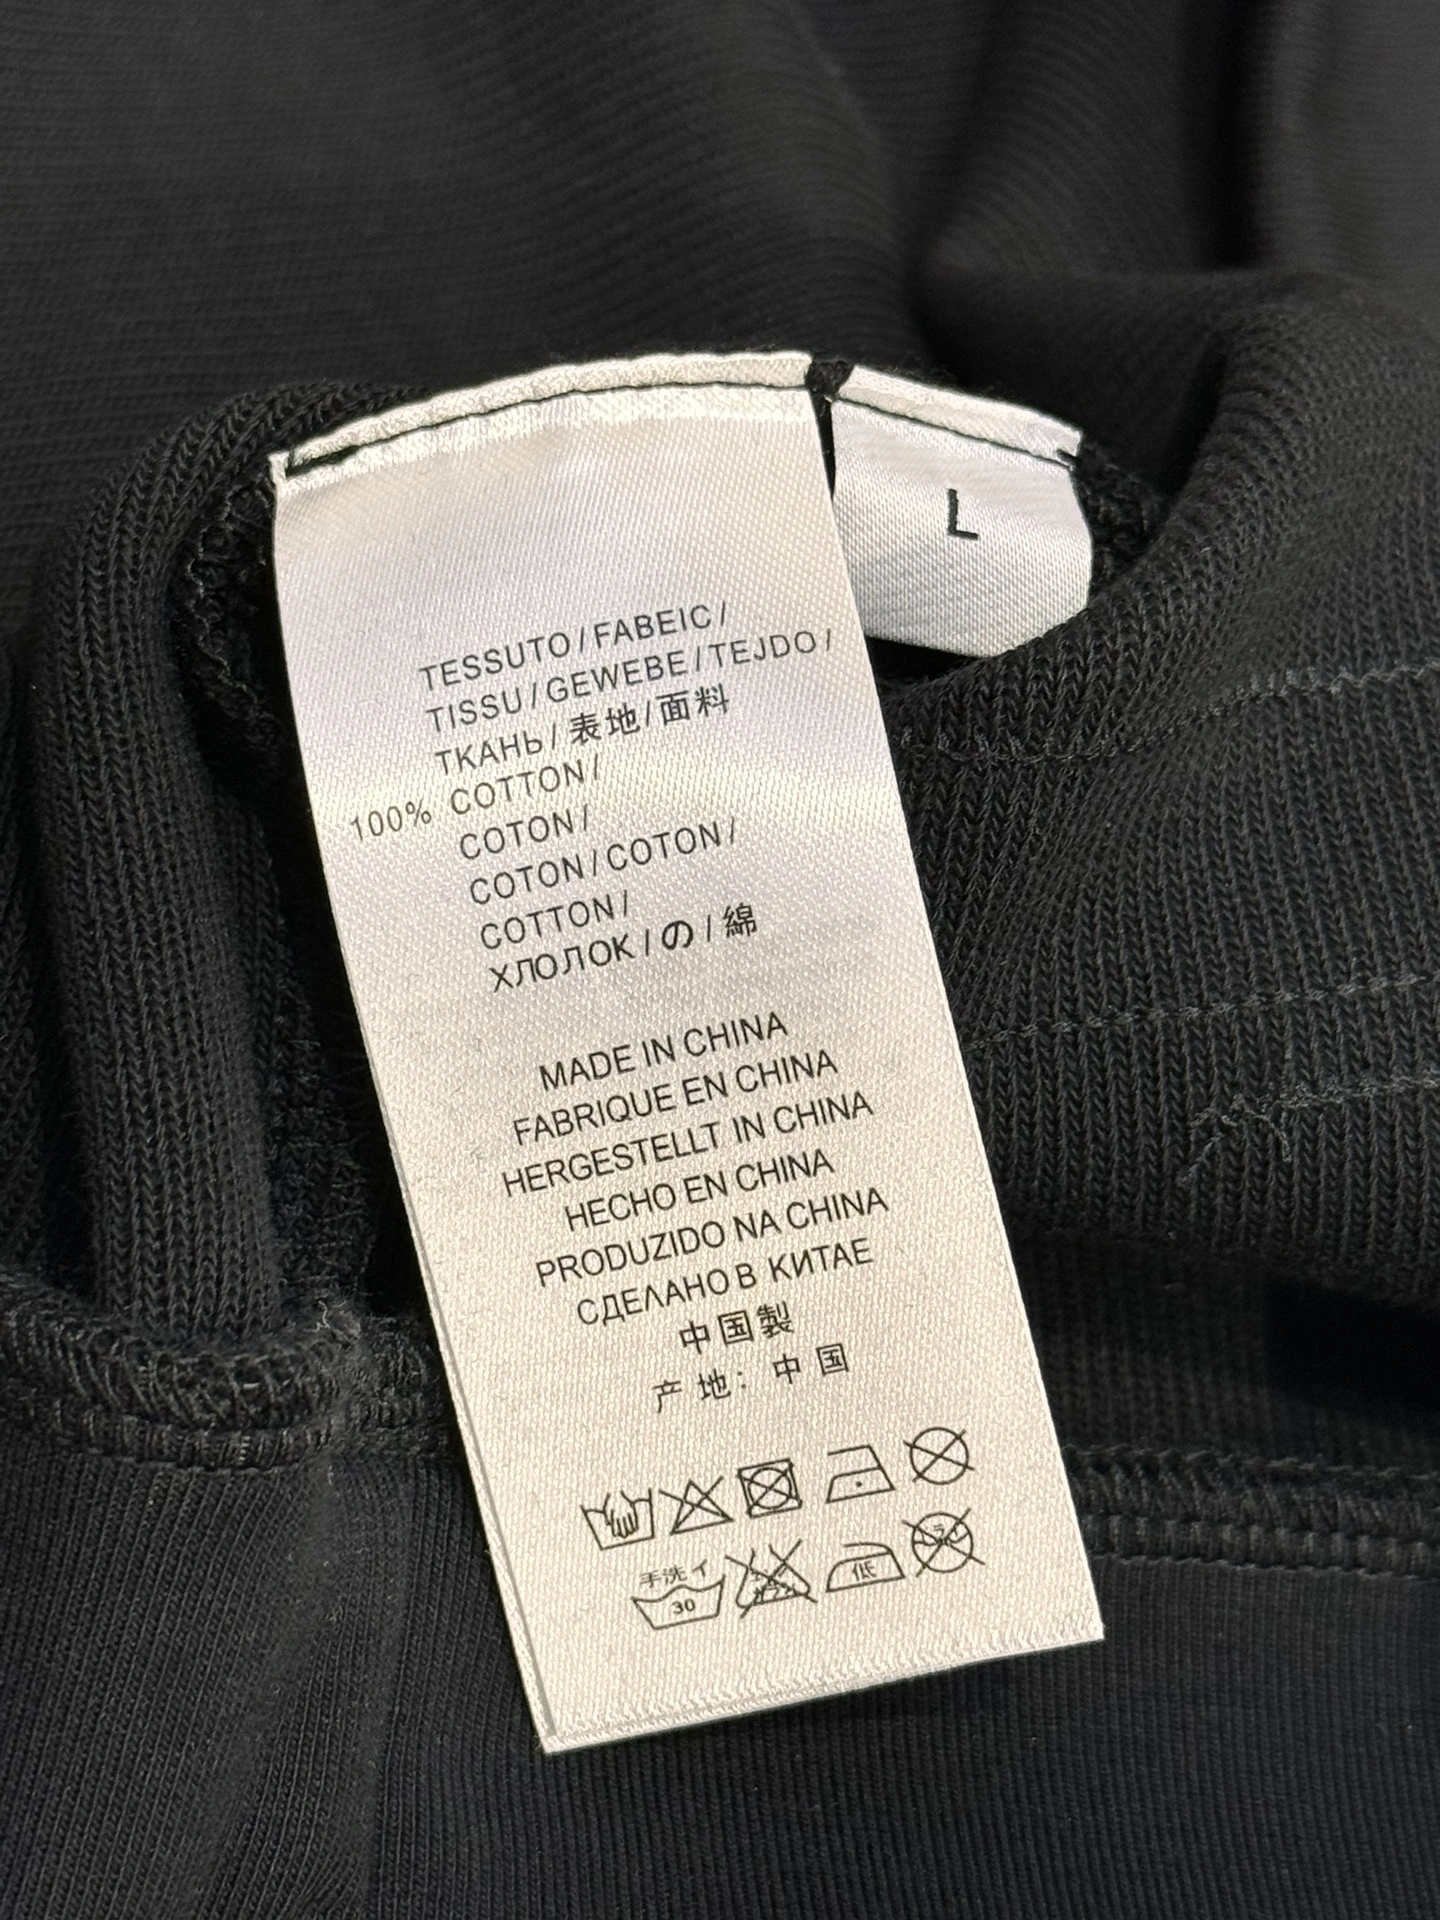 L
TESSUTO / FABEIC /
TISSU / GEWEBE / TEJDO /
ТКАНЬ / 表地 / 面料
100% COTTON /
COTON /
COTON / COTON /
COTTON /
ХЛОЛОК / の / 綿
MADE IN CHINA
FABRIQUE EN CHINA
HERGESTELLT IN CHINA
HECHO EN CHINA
PRODUZIDO NA CHINA
СДЕЛАНО В КИТАЕ
中国製
产地: 中国
手洗イ
30
低